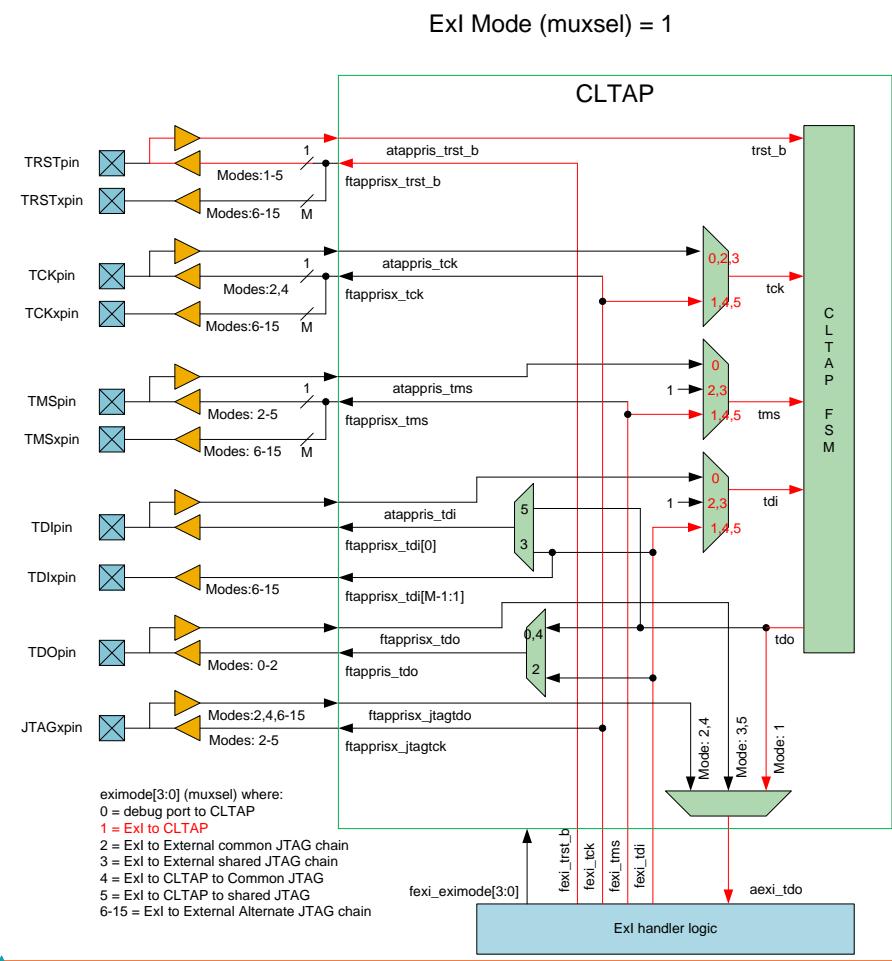 ExI Mode (muxsel) = 1
CLTAP
TRSTpin
1
atappris_trst_b
trst_b
Modes:1-5
ftapprisx_trst_b
TRSTxpin
Modes:6-15
M
TCKpin
1
atappris_tck
0,2,3
tck
Modes:2,4
ftapprisx_tck
1,4,5
TCKxpin
Modes:6-15
M
CLTAP FSM
TMSpin
1
atappris_tms
0
1
2,3
tms
Modes: 2-5
ftapprisx_tms
1,4,5
TMSxpin
Modes: 6-15
M
TDIpin
atappris_tdi
5
0
1
2,3
tdi
ftapprisx_tdi[0]
3
1,4,5
TDIxpin
Modes:6-15
ftapprisx_tdi[M-1:1]
TDOpin
ftapprisx_tdo
0,4
tdo
Modes: 0-2
ftappris_tdo
2
JTAGxpin
Modes:2,4,6-15
ftapprisx_jtagtdo
Modes: 2-5
ftapprisx_jtagtck
Mode: 2,4
Mode: 3,5
Mode: 1
eximode[3:0] (muxsel) where:
0 = debug port to CLTAP
1 = ExI to CLTAP
2 = ExI to External common JTAG chain
3 = ExI to External shared JTAG chain
4 = ExI to CLTAP to Common JTAG
5 = ExI to CLTAP to shared JTAG
6-15 = ExI to External Alternate JTAG chain
fexi_eximode[3:0]
fexi_trst_b
fexi_tck
fexi_tms
fexi_tdi
aexi_tdo
ExI handler logic